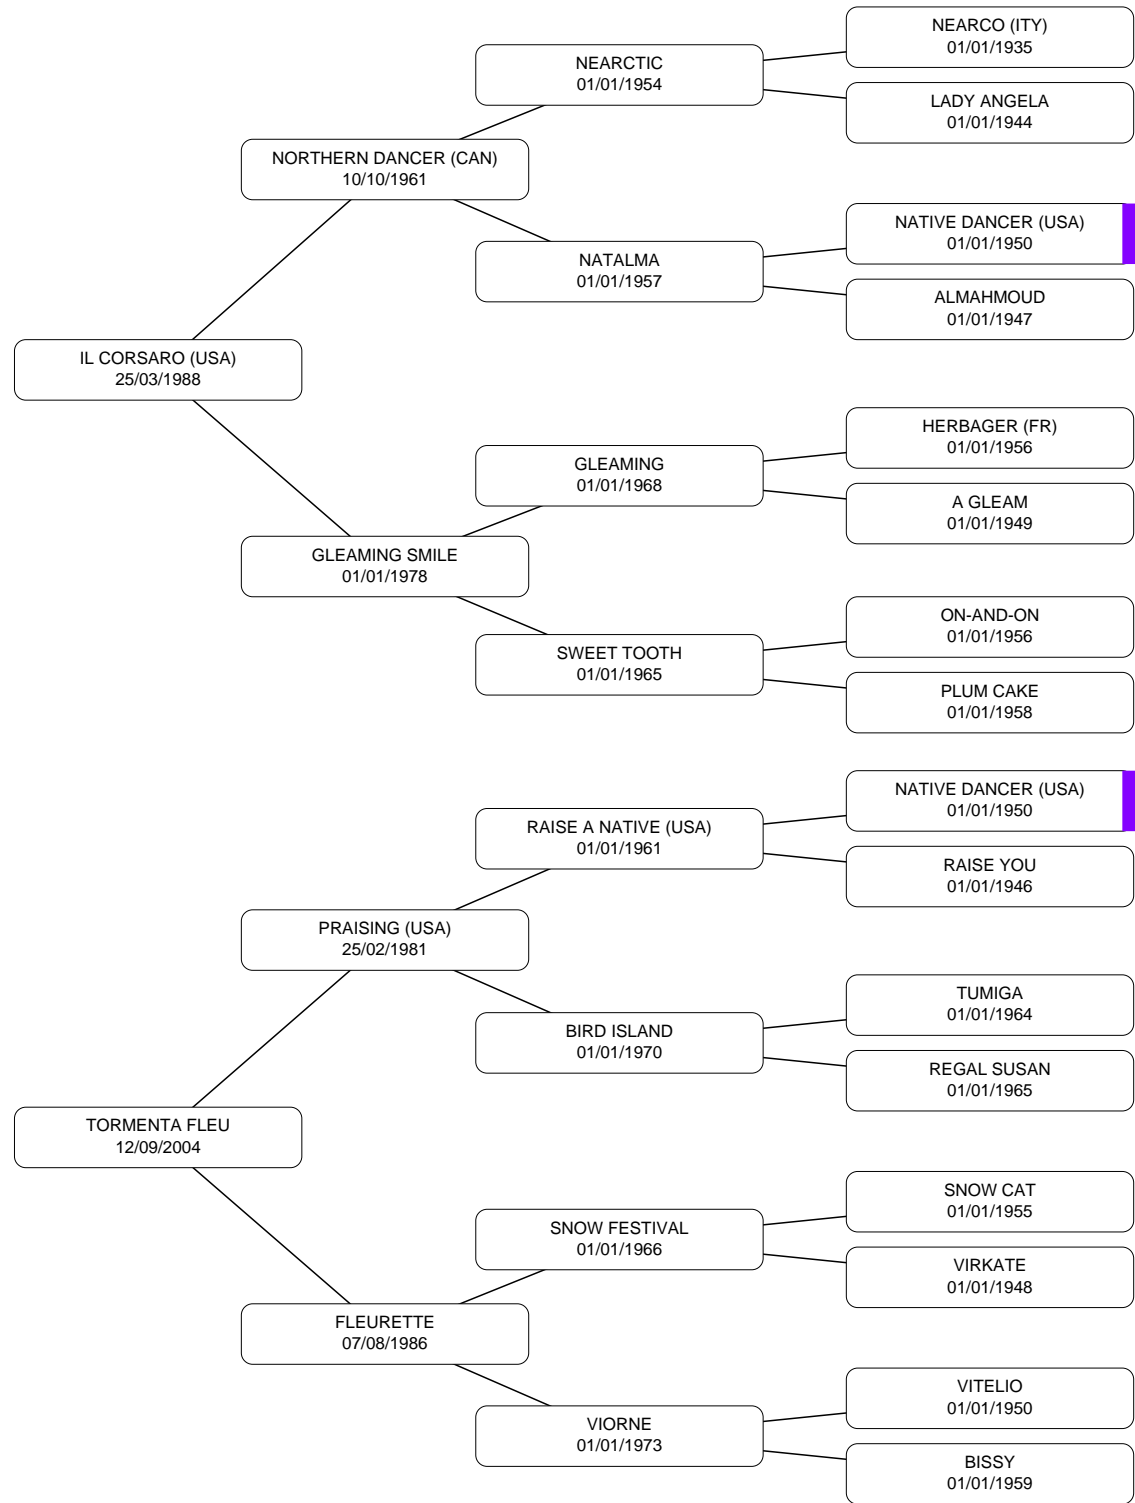 NEARCO (ITY)
01/01/1935
NEARCTIC
01/01/1954
LADY ANGELA
01/01/1944
NORTHERN DANCER (CAN)
10/10/1961
NATIVE DANCER (USA)
01/01/1950
NATALMA
01/01/1957
ALMAHMOUD
01/01/1947
IL CORSARO (USA)
25/03/1988
HERBAGER (FR)
01/01/1956
GLEAMING
01/01/1968
A GLEAM
01/01/1949
GLEAMING SMILE
01/01/1978
ON-AND-ON
01/01/1956
SWEET TOOTH
01/01/1965
PLUM CAKE
01/01/1958
NATIVE DANCER (USA)
01/01/1950
RAISE A NATIVE (USA)
01/01/1961
RAISE YOU
01/01/1946
PRAISING (USA)
25/02/1981
TUMIGA
01/01/1964
BIRD ISLAND
01/01/1970
REGAL SUSAN
01/01/1965
TORMENTA FLEU
12/09/2004
SNOW CAT
01/01/1955
SNOW FESTIVAL
01/01/1966
VIRKATE
01/01/1948
FLEURETTE
07/08/1986
VITELIO
01/01/1950
VIORNE
01/01/1973
BISSY
01/01/1959